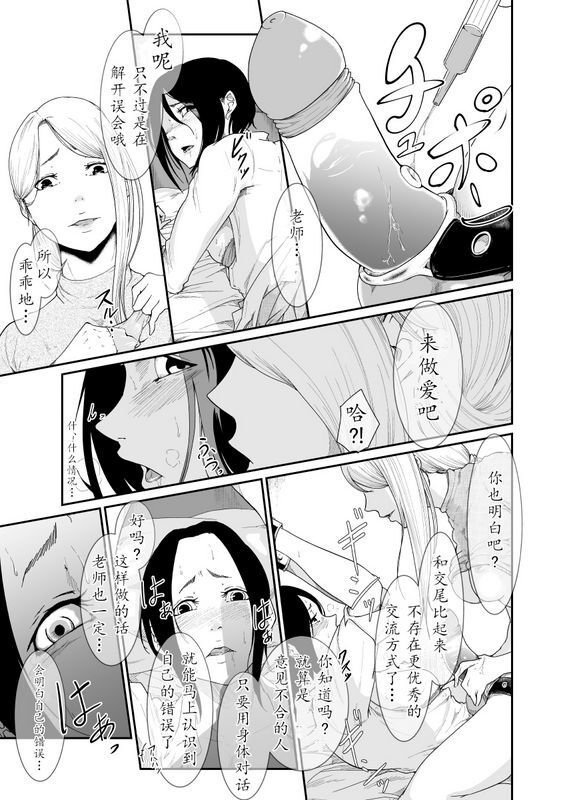 チュ
ポッ
老师…
我呢
只不过是在
解开误会哦
所以
乖乖地…
来做爱吧
哈?!
什、什么情况…
你也明白吧?
和交尾比起来
不存在更优秀的
交流方式了…
你知道吗?
就算是
意见不合的人
只要用身体对话
就能马上认识到
自己的错误了
好吗?
这样做的话
老师也一定…
会明白自己的错误…